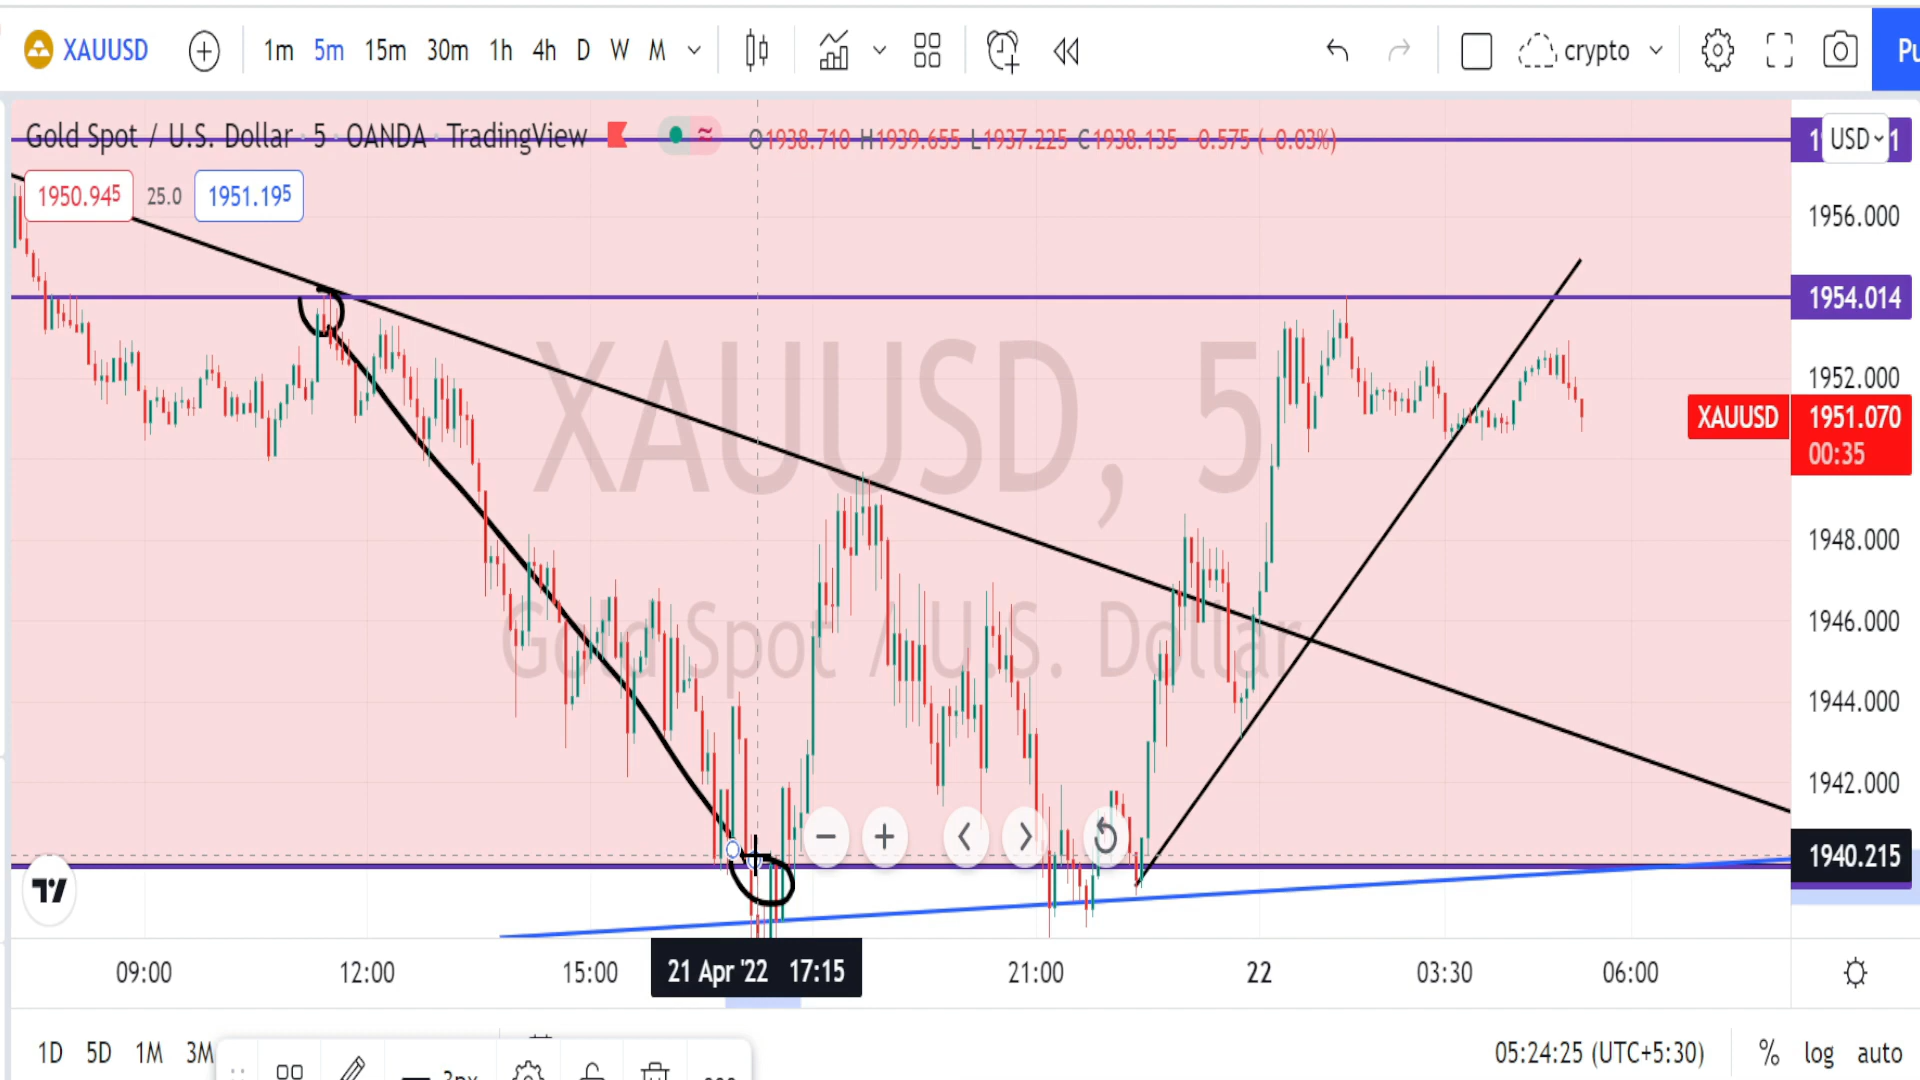 XAUUSD 1m 5m 15m 30m 1h 4h D W M crypto Pu
Gold Spot / U.S. Dollar · 5 · OANDA · TradingView O1938.710 H1939.655 L1937.225 C1938.135 −0.575 (−0.03%)
USD
1950.945 25.0 1951.195
1956.000
1954.014
1952.000
XAUUSD 1951.070
00:35
XAUUSD, 5
Gold Spot / U.S. Dollar
1948.000
1946.000
1944.000
1942.000
1940.215
09:00 12:00 15:00 21 Apr '22 17:15 21:00 22 03:30 06:00
1D 5D 1M 3M 05:24:25 (UTC+5:30) % log auto